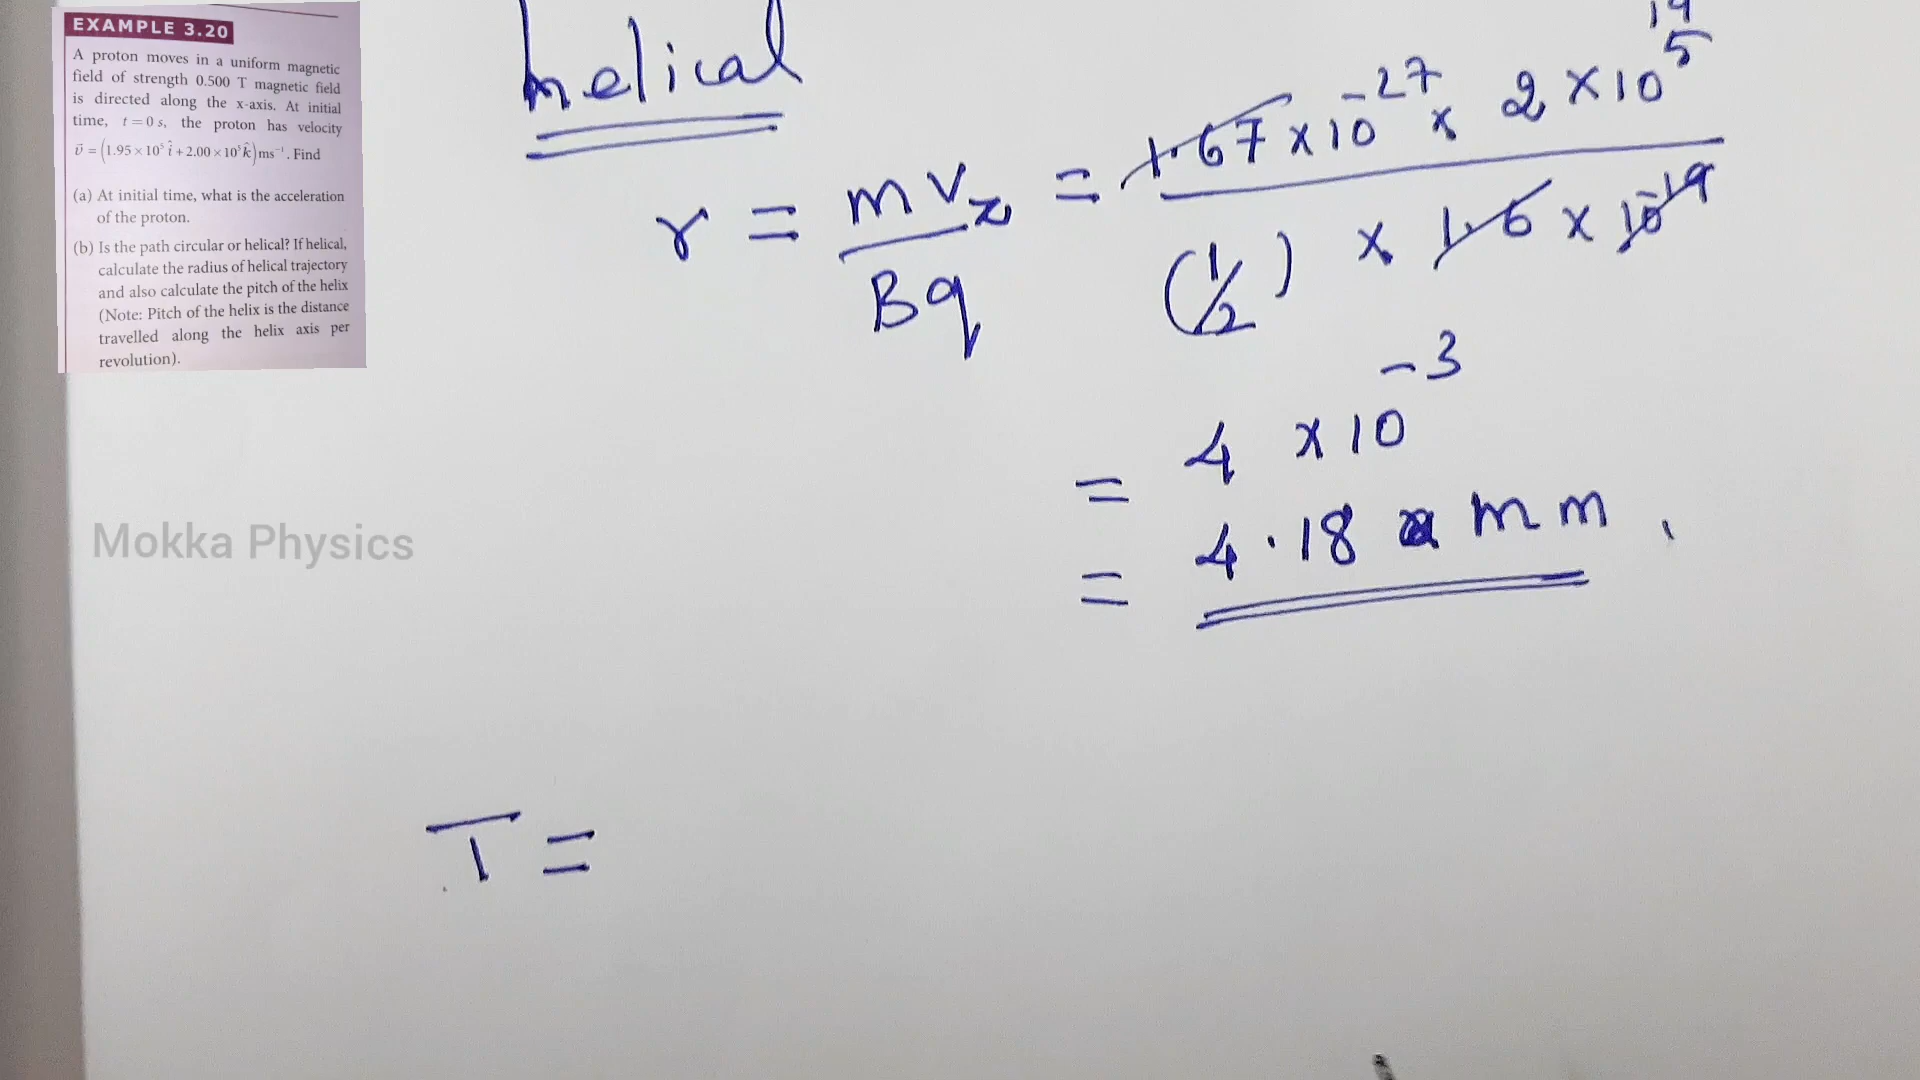 EXAMPLE 3.20
A proton moves in a uniform magnetic
field of strength 0.500 T magnetic field
is directed along the x-axis. At initial
time, t = 0 s, the proton has velocity
v⃗ = (1.95 × 10⁵ î + 2.00 × 10⁵ k̂) ms⁻¹. Find
(a) At initial time, what is the acceleration
of the proton.
(b) Is the path circular or helical? If helical,
calculate the radius of helical trajectory
and also calculate the pitch of the helix
(Note: Pitch of the helix is the distance
travelled along the helix axis per
revolution).
helical
r = m v_z / Bq = 1.67 × 10⁻²⁷ × 2 × 10⁵ ¹⁹ / (1/2) × 1.6 × 10⁻¹⁹
= 4 × 10⁻³
= 4.18 mm.
T =
Mokka Physics